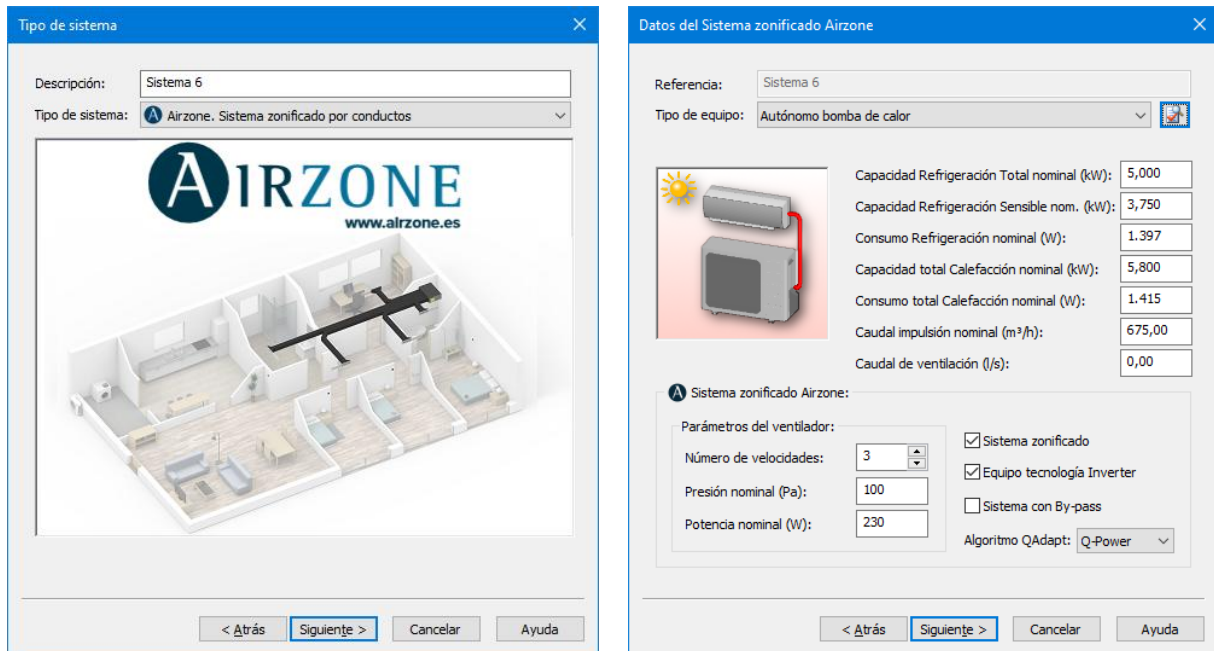 Tipo de sistema
Descripción: Sistema 6
Tipo de sistema: A Airzone. Sistema zonificado por conductos
AIRZONE
www.airzone.es
< Atrás Siguiente > Cancelar Ayuda
Datos del Sistema zonificado Airzone
Referencia: Sistema 6
Tipo de equipo: Autónomo bomba de calor
Capacidad Refrigeración Total nominal (kW): 5,000
Capacidad Refrigeración Sensible nom. (kW): 3,750
Consumo Refrigeración nominal (W): 1.397
Capacidad total Calefacción nominal (kW): 5,800
Consumo total Calefacción nominal (W): 1.415
Caudal impulsión nominal (m³/h): 675,00
Caudal de ventilación (l/s): 0,00
A Sistema zonificado Airzone:
Parámetros del ventilador:
Número de velocidades: 3
Presión nominal (Pa): 100
Potencia nominal (W): 230
Sistema zonificado
Equipo tecnología Inverter
Sistema con By-pass
Algoritmo QAdapt: Q-Power
< Atrás Siguiente > Cancelar Ayuda